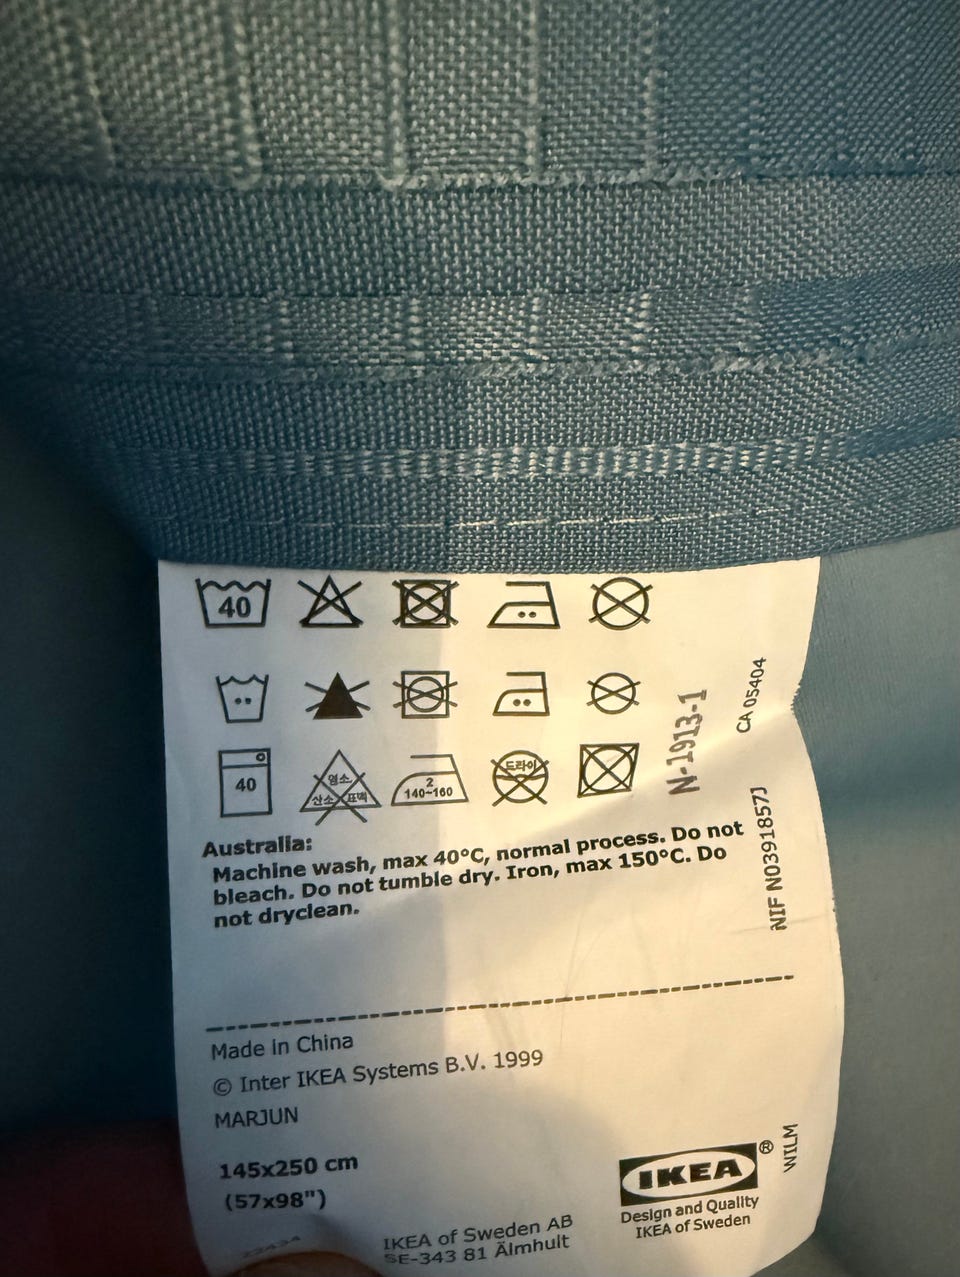 40
40
염소
산소 표백
2
140~160
드라이
Australia:
Machine wash, max 40°C, normal process. Do not
bleach. Do not tumble dry. Iron, max 150°C. Do
not dryclean.
N-1913-1
CA 05404
NIF N0391857J
Made in China
© Inter IKEA Systems B.V. 1999
MARJUN
145x250 cm
(57x98")
IKEA of Sweden AB
SE-343 81 Älmhult
IKEA®
Design and Quality
IKEA of Sweden
WILM